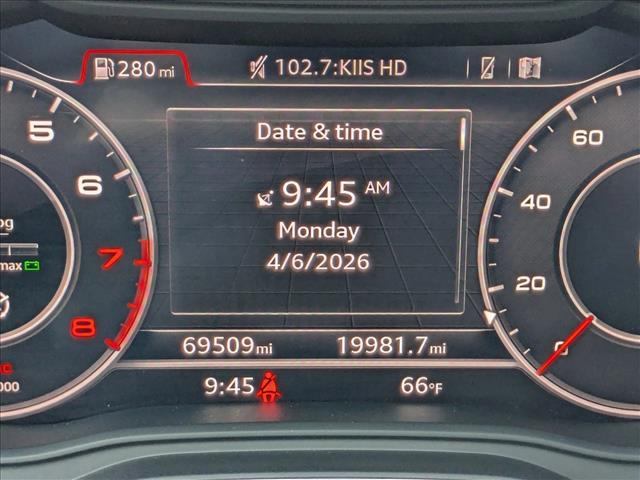 280 mi 102.7:KIIS HD
Date & time
9:45 AM
Monday
4/6/2026
5
6
7
8
max
60
40
20
0
69509 mi 19981.7 mi
9:45 66°F